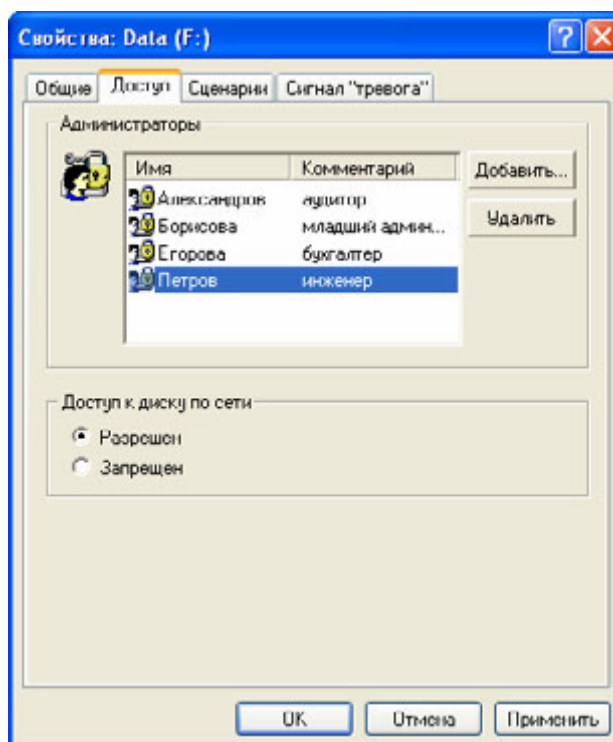 Свойства: Data (F:)
Общие Доступ Сценарии Сигнал "тревога"
Администраторы
Имя Комментарий Добавить...
Александров аудитор
Борисова младший админ... Удалить
Егорова бухгалтер
Петров инженер
Доступ к диску по сети
Разрешен
Запрещен
OK Отмена Применить